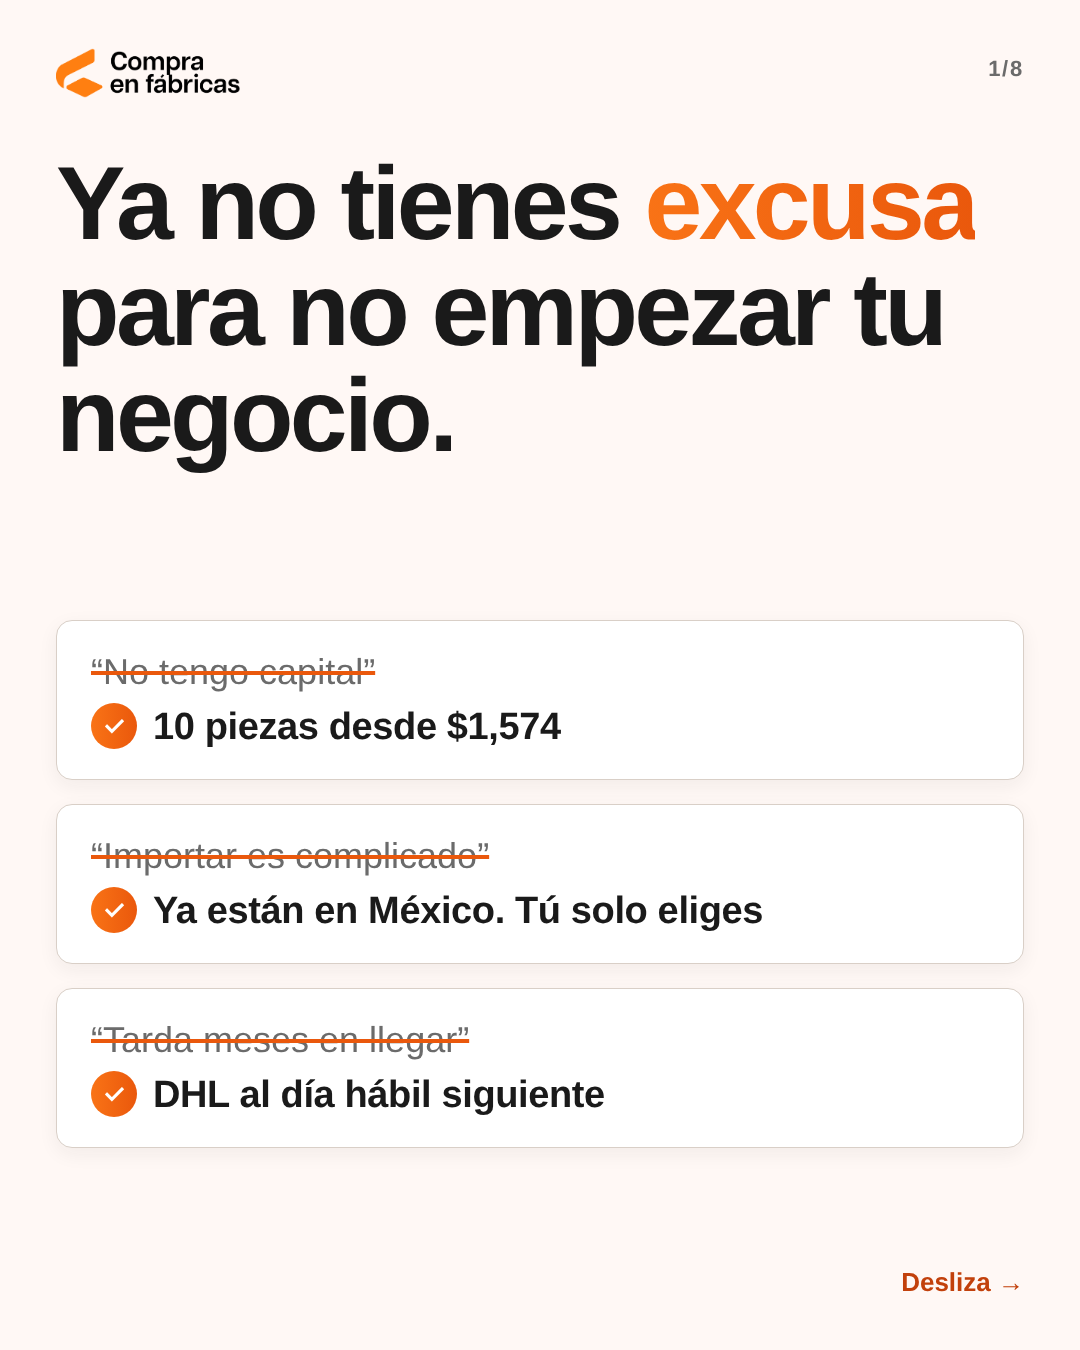 Compra
en fábricas
1/8
Ya no tienes excusa
para no empezar tu
negocio.
“No tengo capital”
10 piezas desde $1,574
“Importar es complicado”
Ya están en México. Tú solo eliges
“Tarda meses en llegar”
DHL al día hábil siguiente
Desliza →